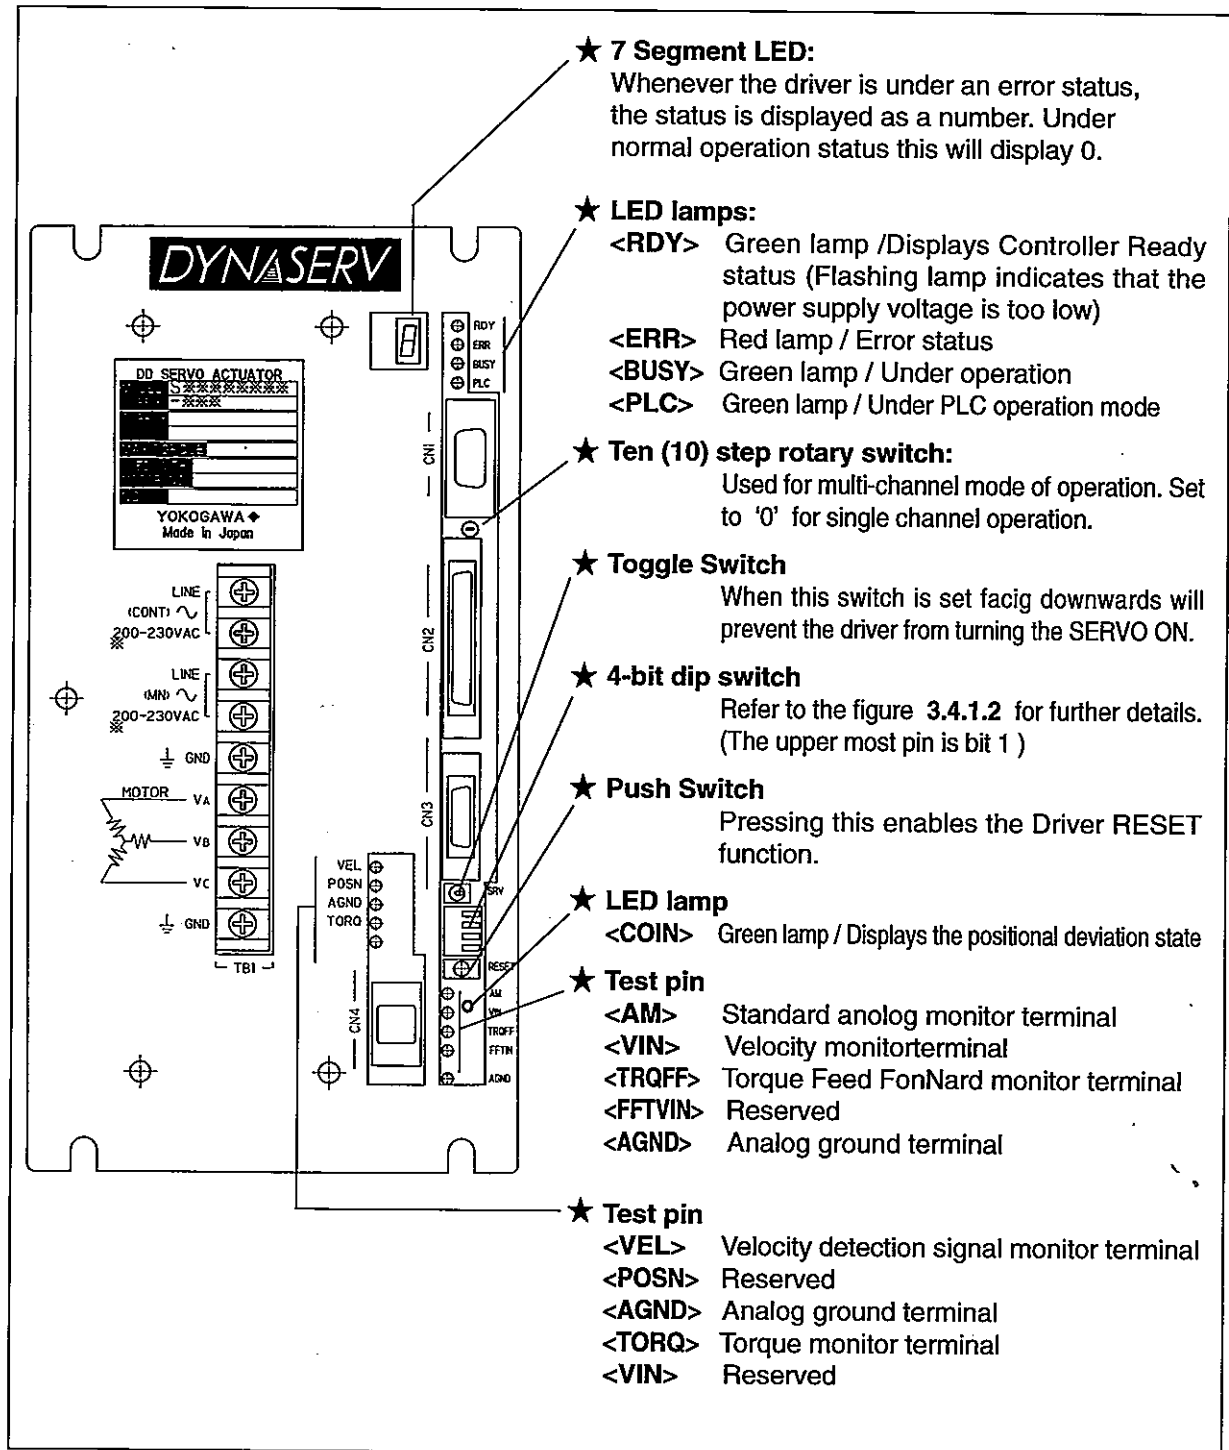 ★ 7 Segment LED:
Whenever the driver is under an error status,
the status is displayed as a number. Under
normal operation status this will display 0.
★ LED lamps:
<RDY> Green lamp /Displays Controller Ready
status (Flashing lamp indicates that the
power supply voltage is too low)
<ERR> Red lamp / Error status
<BUSY> Green lamp / Under operation
<PLC> Green lamp / Under PLC operation mode
★ Ten (10) step rotary switch:
Used for multi-channel mode of operation. Set
to '0' for single channel operation.
★ Toggle Switch
When this switch is set facig downwards will
prevent the driver from turning the SERVO ON.
★ 4-bit dip switch
Refer to the figure 3.4.1.2 for further details.
(The upper most pin is bit 1 )
★ Push Switch
Pressing this enables the Driver RESET
function.
★ LED lamp
<COIN> Green lamp / Displays the positional deviation state
★ Test pin
<AM> Standard anolog monitor terminal
<VIN> Velocity monitorterminal
<TRQFF> Torque Feed FonNard monitor terminal
<FFTVIN> Reserved
<AGND> Analog ground terminal
★ Test pin
<VEL> Velocity detection signal monitor terminal
<POSN> Reserved
<AGND> Analog ground terminal
<TORQ> Torque monitor terminal
<VIN> Reserved
DYNASERV
RDY
ERR
BUSY
PLC
DD SERVO ACTUATOR
S※※※※※※※※
-※※※
YOKOGAWA◆
Made in Japan
CN1
CN2
CN3
CN4
LINE
(CONT)
※200-230VAC
LINE
(MN)
※200-230VAC
GND
MOTOR
VA
VB
VC
GND
TB1
VEL
POSN
AGND
TORQ
SRV
RESET
AM
VIN
TRQFF
FFTIN
AGND